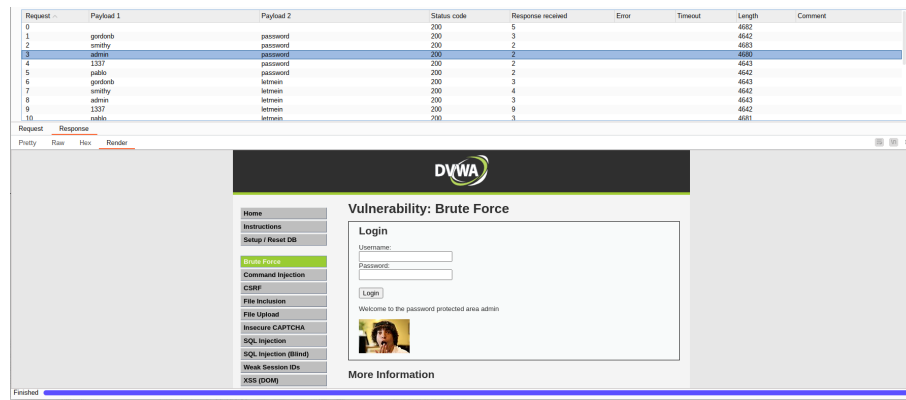 Request Payload 1 Payload 2 Status code Response received Error Timeout Length Comment
0 200 5 4682
1 gordonb password 200 3 4642
2 smithy password 200 2 4683
3 admin password 200 2 4680
4 1337 password 200 2 4643
5 pablo password 200 2 4642
6 gordonb letmein 200 3 4643
7 smithy letmein 200 4 4642
8 admin letmein 200 3 4643
9 1337 letmein 200 9 4642
10 pablo letmein 200 3 4681
Request Response
Pretty Raw Hex Render
DVWA
Home
Instructions
Setup / Reset DB
Brute Force
Command Injection
CSRF
File Inclusion
File Upload
Insecure CAPTCHA
SQL Injection
SQL Injection (Blind)
Weak Session IDs
XSS (DOM)
Vulnerability: Brute Force
Login
Username:
Password:
Login
Welcome to the password protected area admin
More Information
Finished